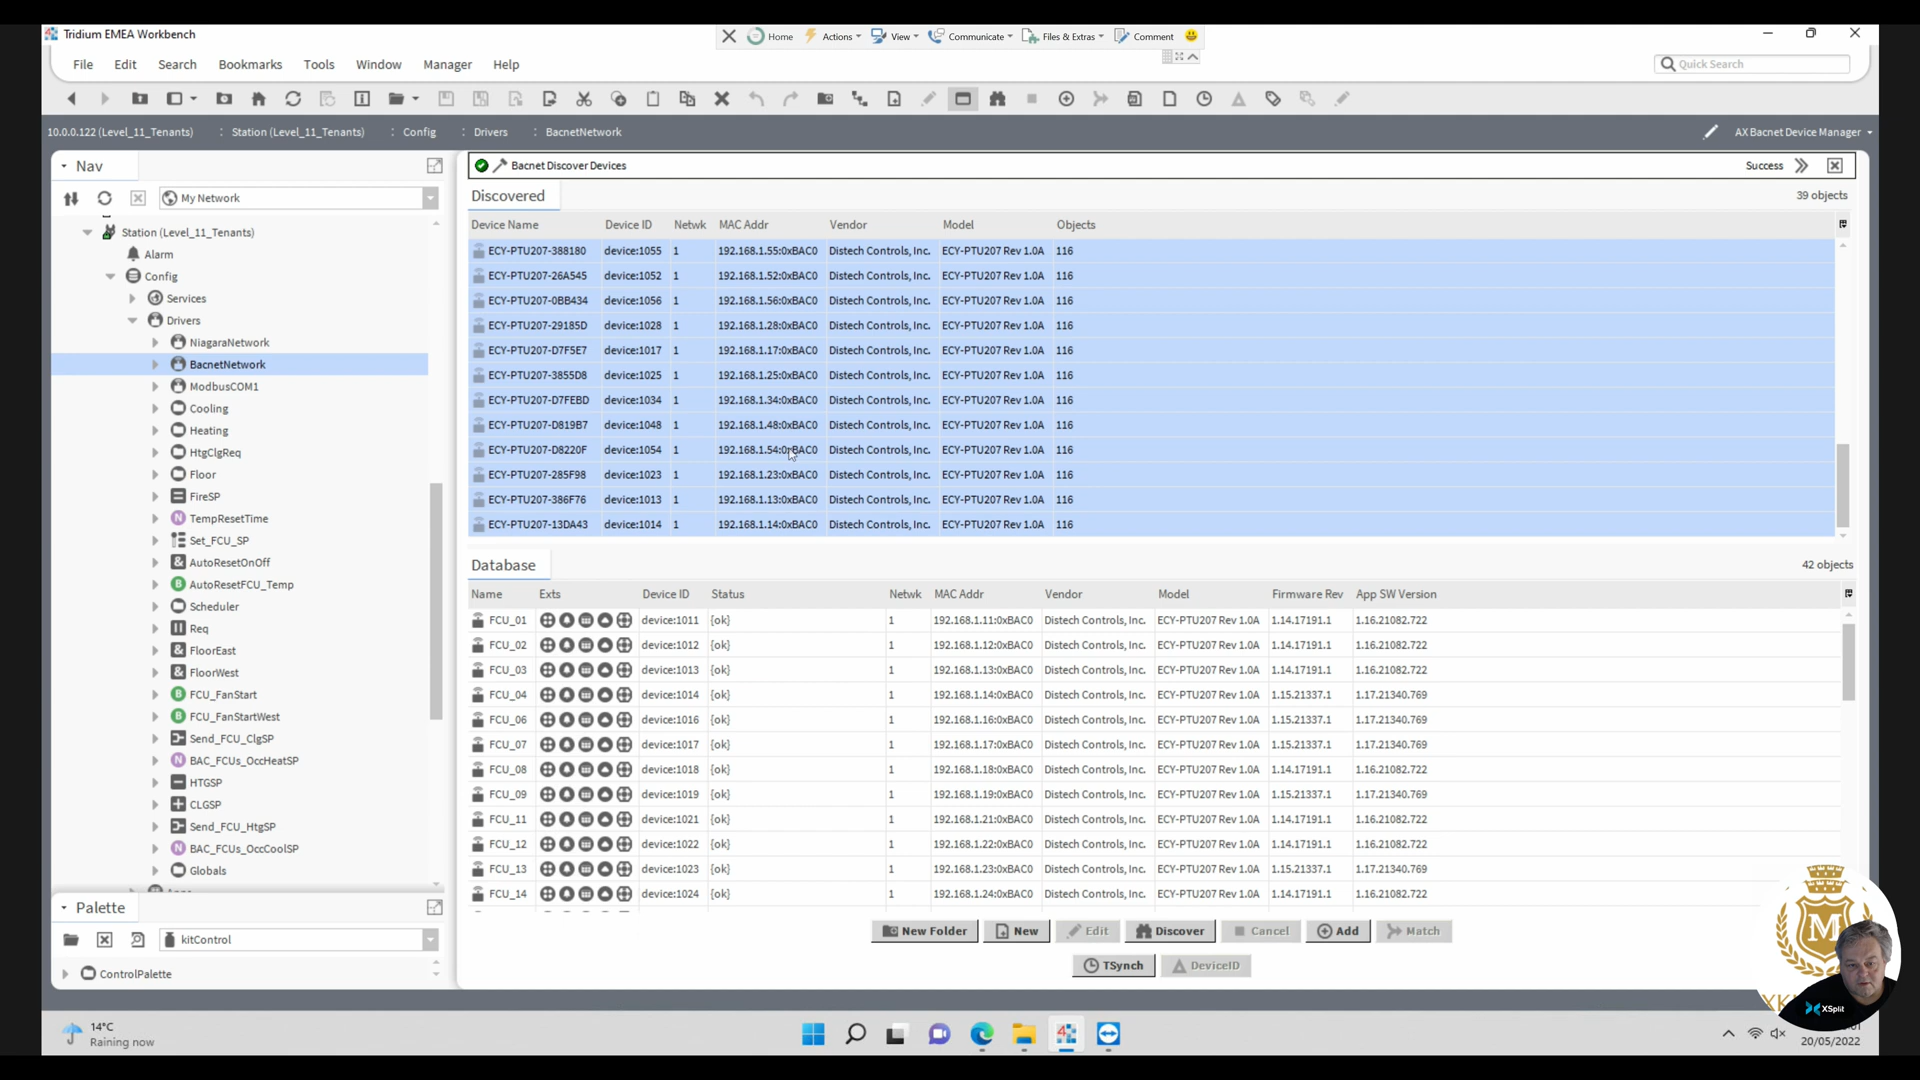 Tridium EMEA Workbench
Home Actions View Communicate Files & Extras Comment
File Edit Search Bookmarks Tools Window Manager Help
Quick Search
10.0.0.122 (Level_11_Tenants) : Station (Level_11_Tenants) : Config : Drivers : BacnetNetwork
AX Bacnet Device Manager
Nav
My Network
Station (Level_11_Tenants)
Alarm
Config
Services
Drivers
NiagaraNetwork
BacnetNetwork
ModbusCOM1
Cooling
Heating
HtgClgReq
Floor
FireSP
TempResetTime
Set_FCU_SP
AutoResetOnOff
AutoResetFCU_Temp
Scheduler
Req
FloorEast
FloorWest
FCU_FanStart
FCU_FanStartWest
Send_FCU_ClgSP
BAC_FCUs_OccHeatSP
HTGSP
CLGSP
Send_FCU_HtgSP
BAC_FCUs_OccCoolSP
Globals
Palette
kitControl
ControlPalette
Bacnet Discover Devices
Success
Discovered
39 objects
Device Name Device ID Netwk MAC Addr Vendor Model Objects
ECY-PTU207-388180 device:1055 1 192.168.1.55:0xBAC0 Distech Controls, Inc. ECY-PTU207 Rev 1.0A 116
ECY-PTU207-26A545 device:1052 1 192.168.1.52:0xBAC0 Distech Controls, Inc. ECY-PTU207 Rev 1.0A 116
ECY-PTU207-0BB434 device:1056 1 192.168.1.56:0xBAC0 Distech Controls, Inc. ECY-PTU207 Rev 1.0A 116
ECY-PTU207-29185D device:1028 1 192.168.1.28:0xBAC0 Distech Controls, Inc. ECY-PTU207 Rev 1.0A 116
ECY-PTU207-D7F5E7 device:1017 1 192.168.1.17:0xBAC0 Distech Controls, Inc. ECY-PTU207 Rev 1.0A 116
ECY-PTU207-3855D8 device:1025 1 192.168.1.25:0xBAC0 Distech Controls, Inc. ECY-PTU207 Rev 1.0A 116
ECY-PTU207-D7FEBD device:1034 1 192.168.1.34:0xBAC0 Distech Controls, Inc. ECY-PTU207 Rev 1.0A 116
ECY-PTU207-D819B7 device:1048 1 192.168.1.48:0xBAC0 Distech Controls, Inc. ECY-PTU207 Rev 1.0A 116
ECY-PTU207-D8220F device:1054 1 192.168.1.54:0xBAC0 Distech Controls, Inc. ECY-PTU207 Rev 1.0A 116
ECY-PTU207-285F98 device:1023 1 192.168.1.23:0xBAC0 Distech Controls, Inc. ECY-PTU207 Rev 1.0A 116
ECY-PTU207-386F76 device:1013 1 192.168.1.13:0xBAC0 Distech Controls, Inc. ECY-PTU207 Rev 1.0A 116
ECY-PTU207-13DA43 device:1014 1 192.168.1.14:0xBAC0 Distech Controls, Inc. ECY-PTU207 Rev 1.0A 116
Database
42 objects
Name Exts Device ID Status Netwk MAC Addr Vendor Model Firmware Rev App SW Version
FCU_01 device:1011 {ok} 1 192.168.1.11:0xBAC0 Distech Controls, Inc. ECY-PTU207 Rev 1.0A 1.14.17191.1 1.16.21082.722
FCU_02 device:1012 {ok} 1 192.168.1.12:0xBAC0 Distech Controls, Inc. ECY-PTU207 Rev 1.0A 1.14.17191.1 1.16.21082.722
FCU_03 device:1013 {ok} 1 192.168.1.13:0xBAC0 Distech Controls, Inc. ECY-PTU207 Rev 1.0A 1.14.17191.1 1.16.21082.722
FCU_04 device:1014 {ok} 1 192.168.1.14:0xBAC0 Distech Controls, Inc. ECY-PTU207 Rev 1.0A 1.15.21337.1 1.17.21340.769
FCU_06 device:1016 {ok} 1 192.168.1.16:0xBAC0 Distech Controls, Inc. ECY-PTU207 Rev 1.0A 1.15.21337.1 1.17.21340.769
FCU_07 device:1017 {ok} 1 192.168.1.17:0xBAC0 Distech Controls, Inc. ECY-PTU207 Rev 1.0A 1.15.21337.1 1.17.21340.769
FCU_08 device:1018 {ok} 1 192.168.1.18:0xBAC0 Distech Controls, Inc. ECY-PTU207 Rev 1.0A 1.14.17191.1 1.16.21082.722
FCU_09 device:1019 {ok} 1 192.168.1.19:0xBAC0 Distech Controls, Inc. ECY-PTU207 Rev 1.0A 1.15.21337.1 1.17.21340.769
FCU_11 device:1021 {ok} 1 192.168.1.21:0xBAC0 Distech Controls, Inc. ECY-PTU207 Rev 1.0A 1.14.17191.1 1.16.21082.722
FCU_12 device:1022 {ok} 1 192.168.1.22:0xBAC0 Distech Controls, Inc. ECY-PTU207 Rev 1.0A 1.14.17191.1 1.16.21082.722
FCU_13 device:1023 {ok} 1 192.168.1.23:0xBAC0 Distech Controls, Inc. ECY-PTU207 Rev 1.0A 1.15.21337.1 1.17.21340.769
FCU_14 device:1024 {ok} 1 192.168.1.24:0xBAC0 Distech Controls, Inc. ECY-PTU207 Rev 1.0A 1.14.17191.1 1.16.21082.722
New Folder New Edit Discover Cancel Add Match
TSynch DeviceID
M
XSplit
14°C
Raining now
20/05/2022